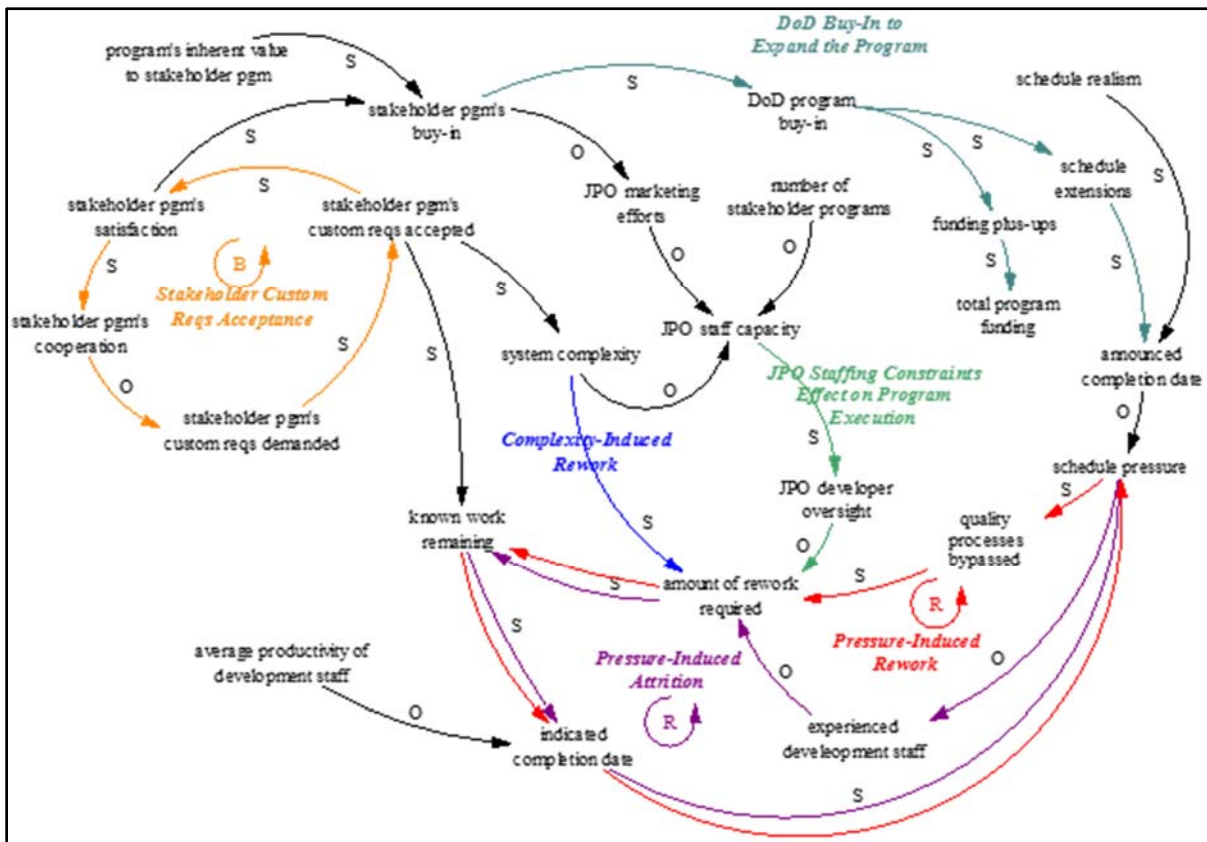 DoD Buy-In to
Expand the Program
program's inherent value
to stakeholder pgm
S
schedule realism
S
stakeholder pgm's
buy-in
DoD program
buy-in
S
S
S
O
S
schedule
extensions
S
S
stakeholder pgm's
satisfaction
stakeholder pgm's
custom reqs accepted
JPO marketing
efforts
number of
stakeholder programs
funding plus-ups
B
Stakeholder Custom
Reqs Acceptance
S
S
O
O
S
S
total program
funding
stakeholder pgm's
cooperation
S
S
system complexity
JPO staff capacity
announced
completion date
O
O
JPO Staffing Constraints
Effect on Program
Execution
O
stakeholder pgm's
custom reqs demanded
Complexity-Induced
Rework
S
schedule pressure
S
JPO developer
oversight
known work
remaining
S
O
quality
processes
bypassed
S
S
amount of rework
required
R
Pressure-Induced
Rework
S
average productivity of
development staff
Pressure-Induced
Attrition
O
O
R
O
indicated
completion date
experienced
develeopment staff
S